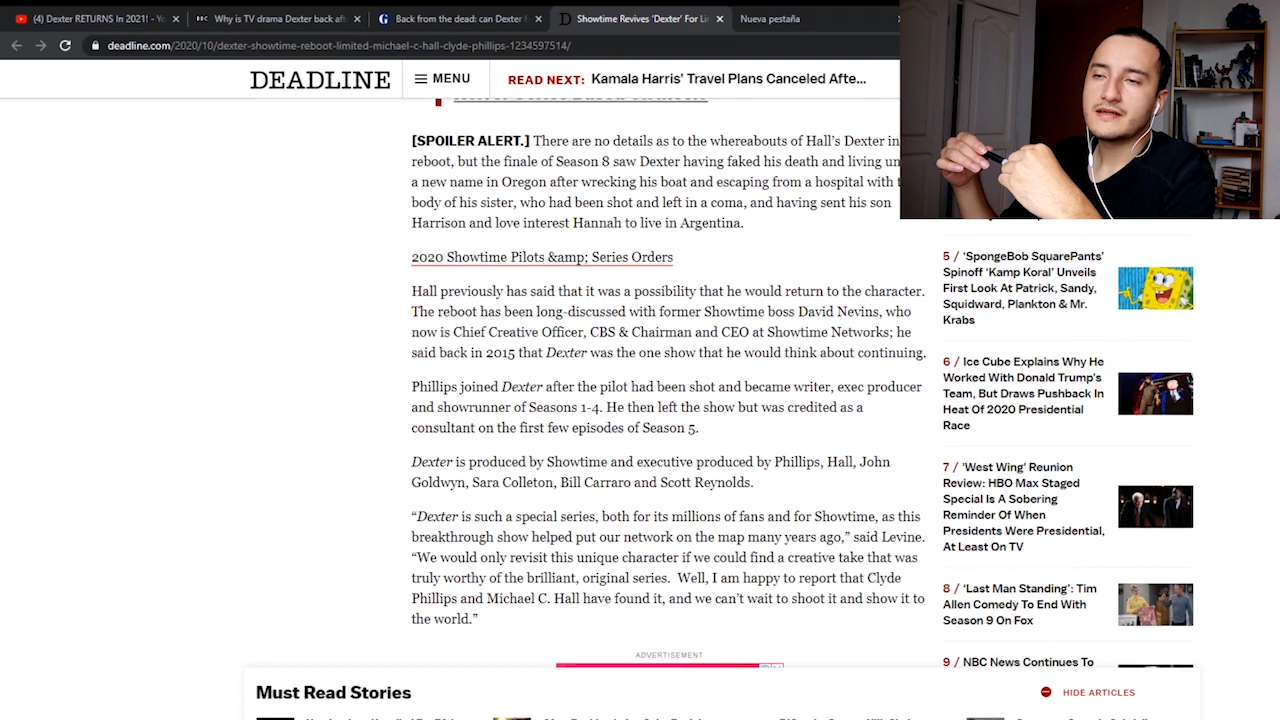 (4) Dexter RETURNS In 2021! - Yo
Why is TV drama Dexter back aft
Back from the dead: can Dexter
Showtime Revives 'Dexter' For Li
Nueva pestaña
deadline.com/2020/10/dexter-showtime-reboot-limited-michael-c-hall-clyde-phillips-1234597514/
DEADLINE
MENU
READ NEXT: Kamala Harris' Travel Plans Canceled Afte...
[SPOILER ALERT.] There are no details as to the whereabouts of Hall's Dexter in
reboot, but the finale of Season 8 saw Dexter having faked his death and living un
a new name in Oregon after wrecking his boat and escaping from a hospital with t
body of his sister, who had been shot and left in a coma, and having sent his son
Harrison and love interest Hannah to live in Argentina.
2020 Showtime Pilots &amp; Series Orders
Hall previously has said that it was a possibility that he would return to the character.
The reboot has been long-discussed with former Showtime boss David Nevins, who
now is Chief Creative Officer, CBS & Chairman and CEO at Showtime Networks; he
said back in 2015 that Dexter was the one show that he would think about continuing.
Phillips joined Dexter after the pilot had been shot and became writer, exec producer
and showrunner of Seasons 1-4. He then left the show but was credited as a
consultant on the first few episodes of Season 5.
Dexter is produced by Showtime and executive produced by Phillips, Hall, John
Goldwyn, Sara Colleton, Bill Carraro and Scott Reynolds.
“Dexter is such a special series, both for its millions of fans and for Showtime, as this
breakthrough show helped put our network on the map many years ago,” said Levine.
“We would only revisit this unique character if we could find a creative take that was
truly worthy of the brilliant, original series. Well, I am happy to report that Clyde
Phillips and Michael C. Hall have found it, and we can't wait to shoot it and show it to
the world.”
ADVERTISEMENT
5 / 'SpongeBob SquarePants'
Spinoff 'Kamp Koral' Unveils
First Look At Patrick, Sandy,
Squidward, Plankton & Mr.
Krabs
6 / Ice Cube Explains Why He
Worked With Donald Trump's
Team, But Draws Pushback In
Heat Of 2020 Presidential
Race
7 / 'West Wing' Reunion
Review: HBO Max Staged
Special Is A Sobering
Reminder Of When
Presidents Were Presidential,
At Least On TV
8 / 'Last Man Standing': Tim
Allen Comedy To End With
Season 9 On Fox
9 / NBC News Continues To
Must Read Stories
HIDE ARTICLES